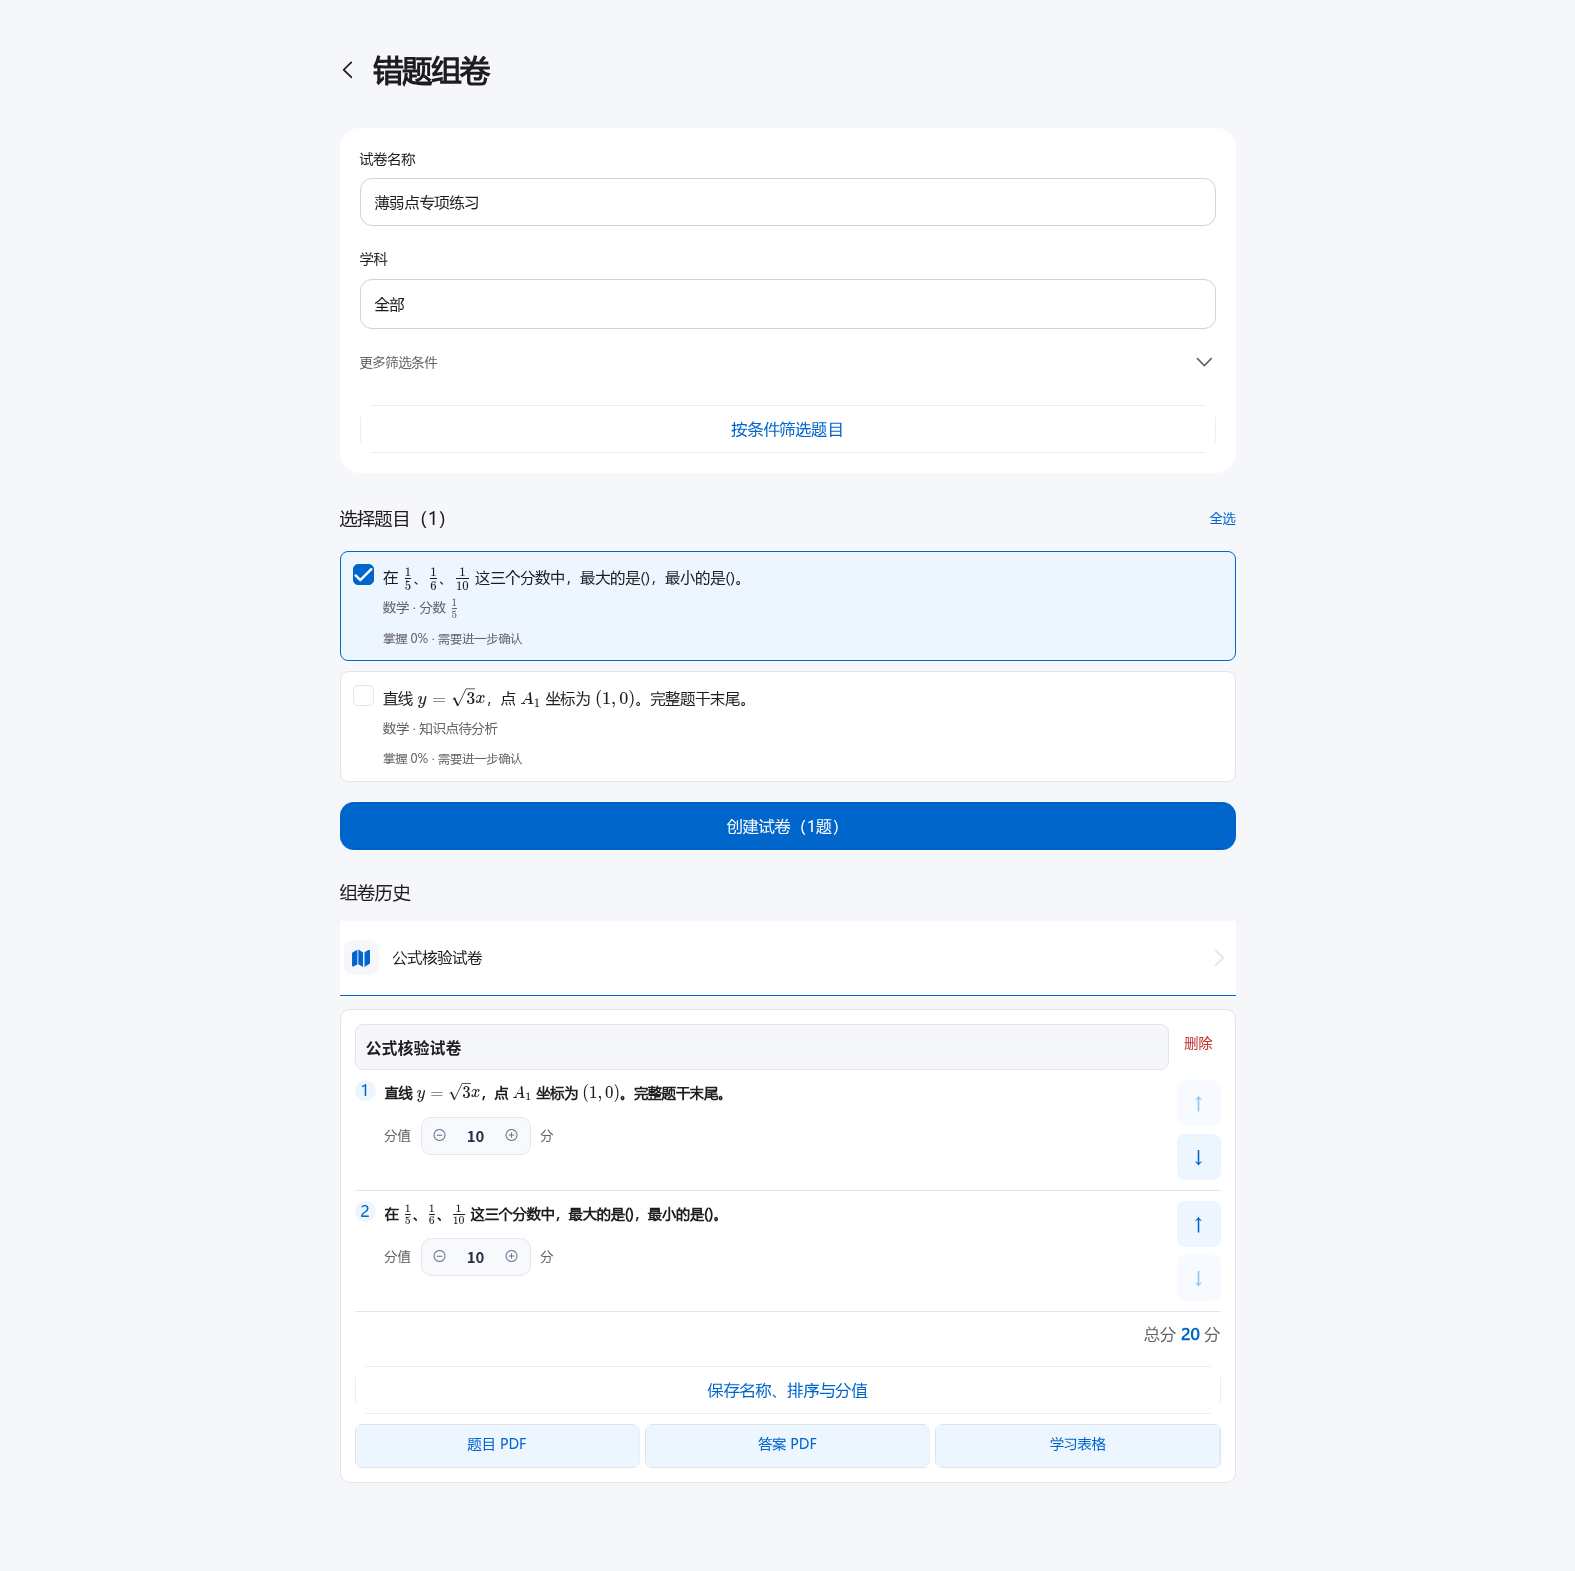 错题组卷
试卷名称
薄弱点专项练习
学科
全部
更多筛选条件
按条件筛选题目
选择题目（1） 全选
在 1/5、1/6、1/10 这三个分数中，最大的是()，最小的是()。
数学 · 分数 1/5
掌握 0% · 需要进一步确认
直线 y = √3x，点 A₁ 坐标为 (1, 0)。完整题干末尾。
数学 · 知识点待分析
掌握 0% · 需要进一步确认
创建试卷（1题）
组卷历史
公式核验试卷
公式核验试卷 删除
1 直线 y = √3x，点 A₁ 坐标为 (1, 0)。完整题干末尾。 ↑
分值 10 分
↓
2 在 1/5、1/6、1/10 这三个分数中，最大的是()，最小的是()。 ↑
分值 10 分
↓
总分 20 分
保存名称、排序与分值
题目 PDF 答案 PDF 学习表格